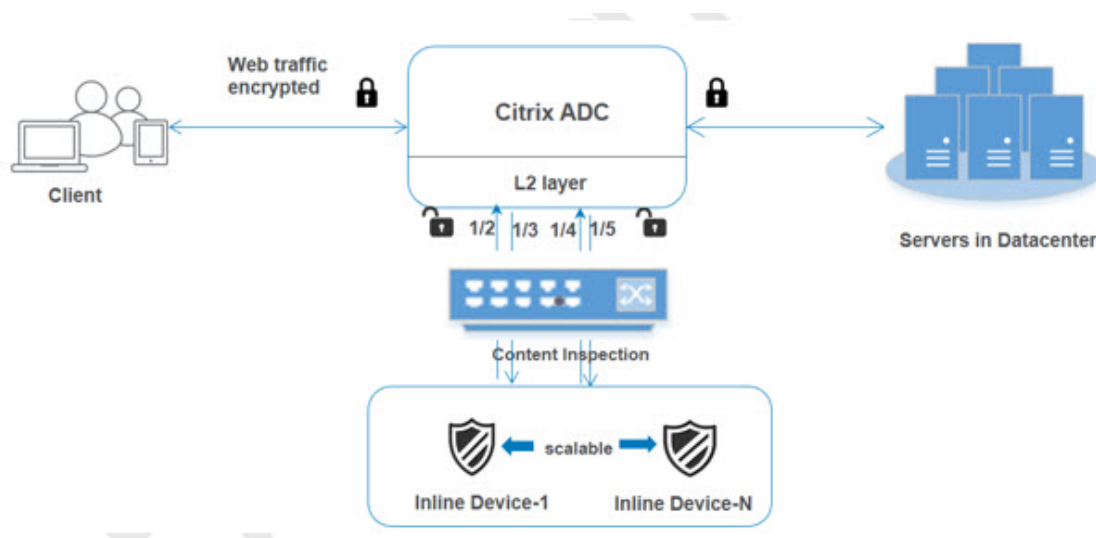 Web traffic
encrypted
Citrix ADC
L2 layer
Client
1/2 1/3 1/4 1/5
Servers in Datacenter
Content Inspection
scalable
Inline Device-1
Inline Device-N